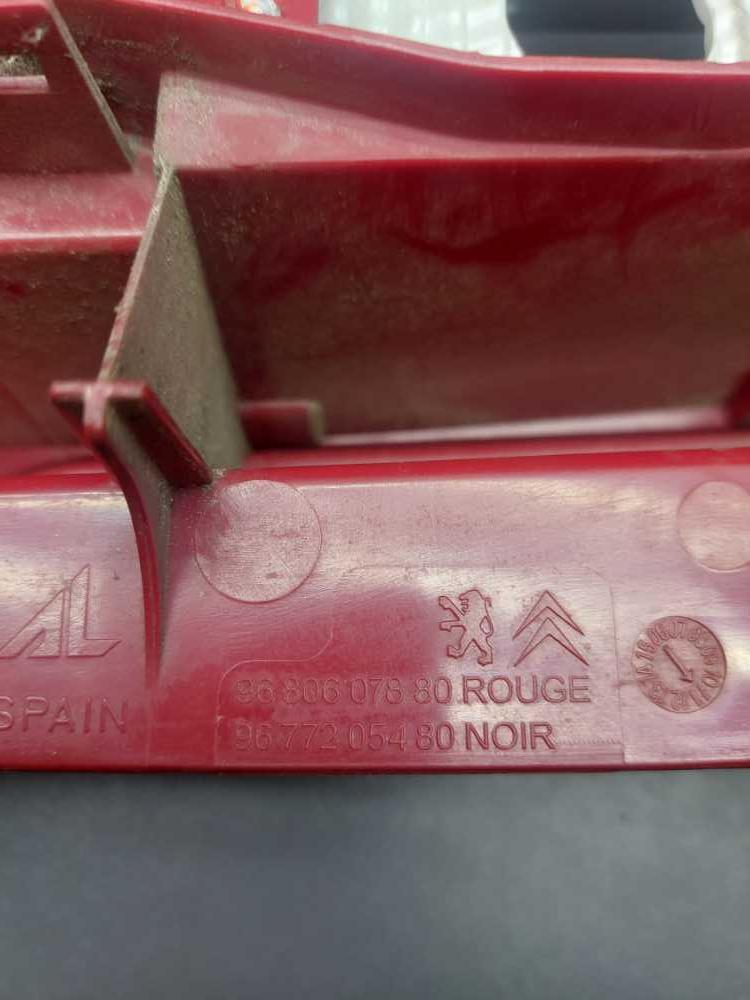 AL
SPAIN
96 806 078 80 ROUGE
96 772 054 80 NOIR